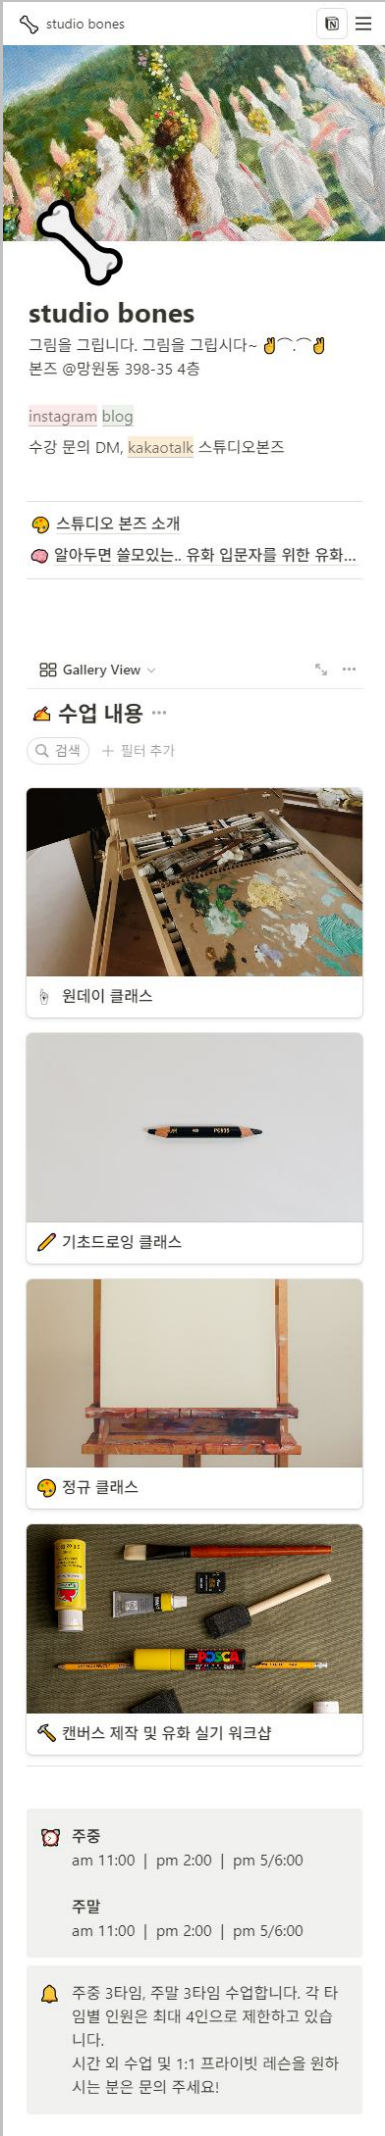 studio bones
studio bones
그림을 그립니다. 그림을 그립시다~ ✌️⌒.⌒✌️
본즈 @망원동 398-35 4층
instagram blog
수강 문의 DM, kakaotalk 스튜디오본즈
스튜디오 본즈 소개
알아두면 쓸모있는.. 유화 입문자를 위한 유화...
Gallery View
수업 내용
검색 + 필터 추가
원데이 클래스
기초드로잉 클래스
정규 클래스
POSCA
캔버스 제작 및 유화 실기 워크샵
주중
am 11:00 | pm 2:00 | pm 5/6:00
주말
am 11:00 | pm 2:00 | pm 5/6:00
주중 3타임, 주말 3타임 수업합니다. 각 타
임별 인원은 최대 4인으로 제한하고 있습
니다.
시간 외 수업 및 1:1 프라이빗 레슨을 원하
시는 분은 문의 주세요!